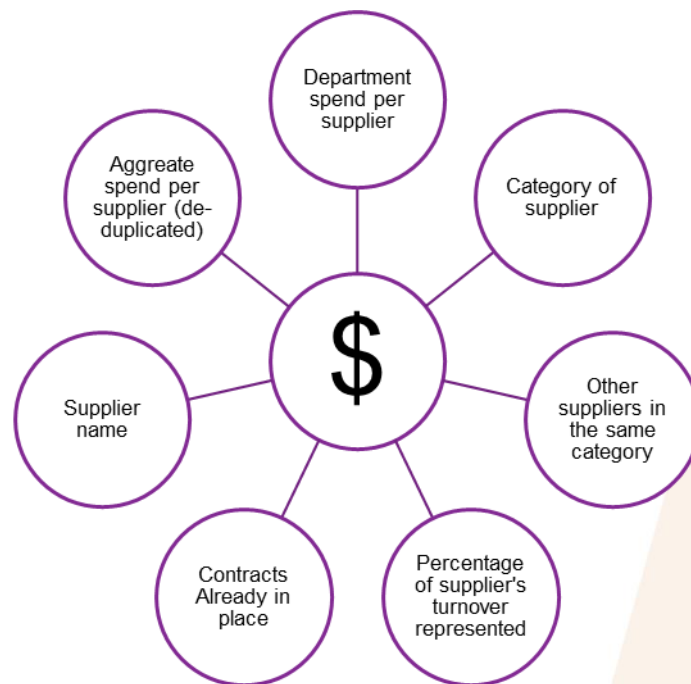 Department
spend per
supplier
Aggreate
spend per
supplier (de-
duplicated)
Category of
supplier
$
Supplier
name
Other
suppliers in
the same
category
Contracts
Already in
place
Percentage
of supplier's
turnover
represented